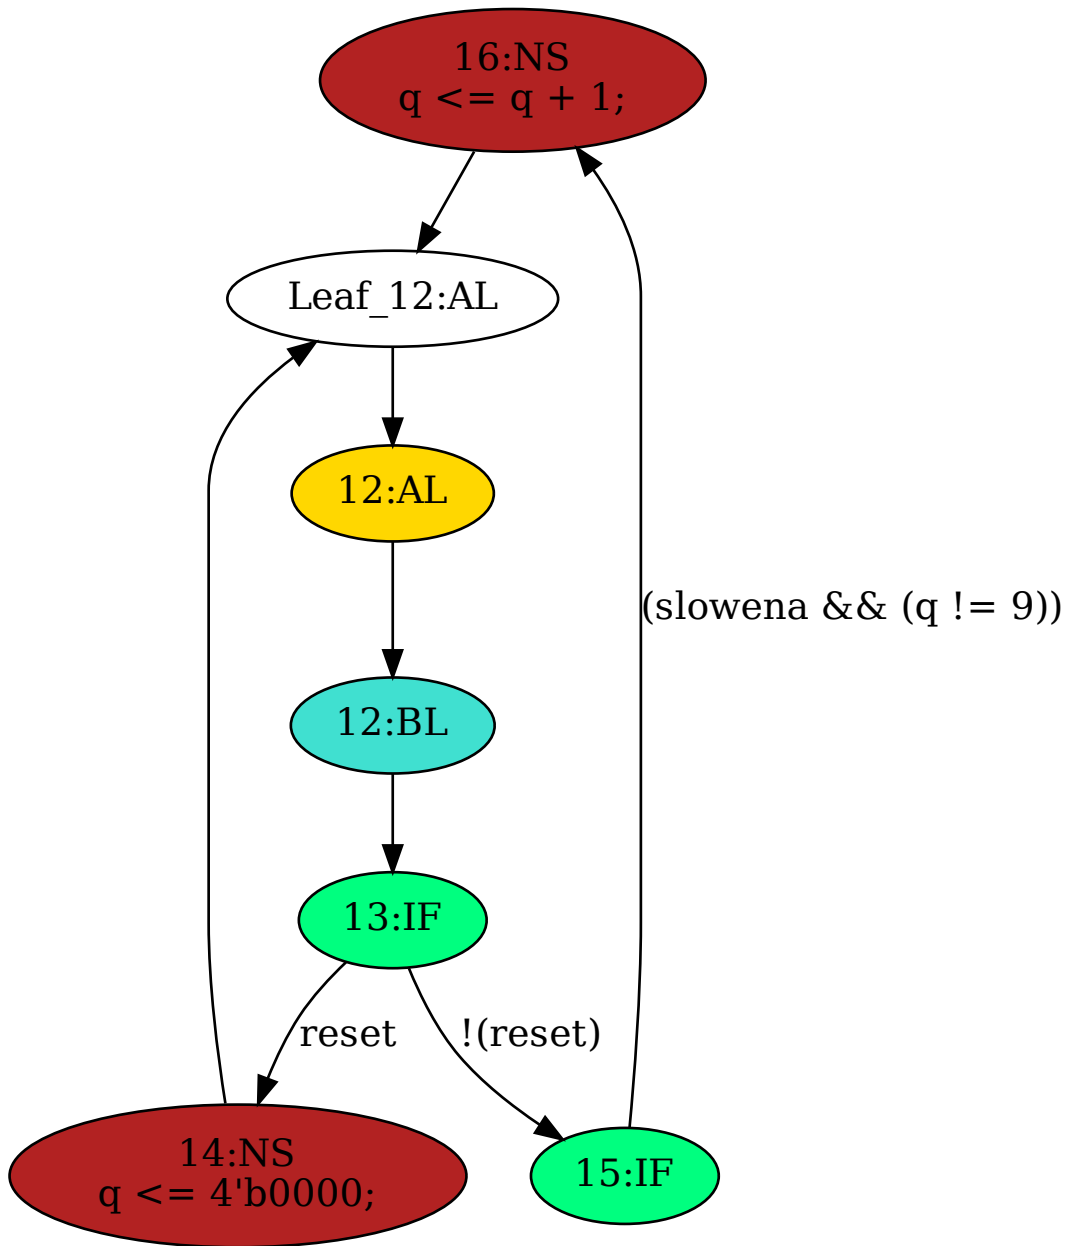 16:NS
q <= q + 1;
Leaf_12:AL
12:AL
(slowena && (q != 9))
12:BL
13:IF
reset
!(reset)
14:NS
q <= 4'b0000;
15:IF